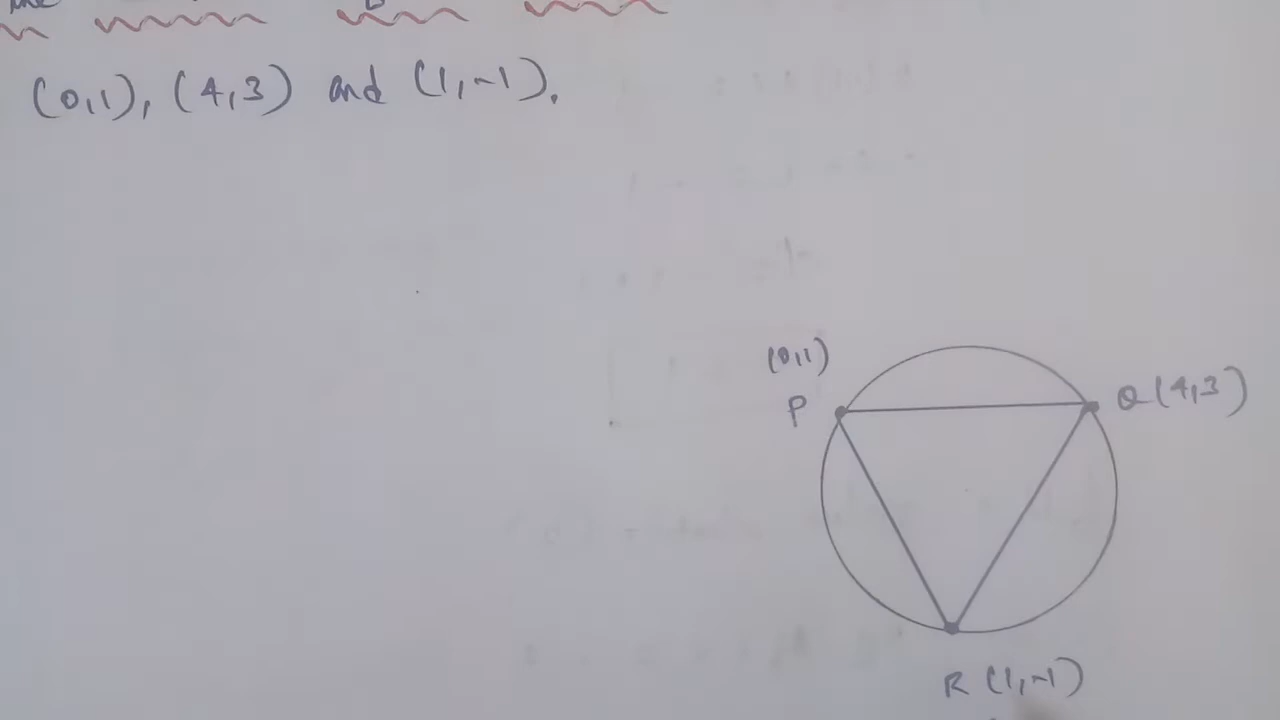 (0,1), (4,3) and (1,-1).
(0,1)
P
Q(4,3)
R (1,-1)